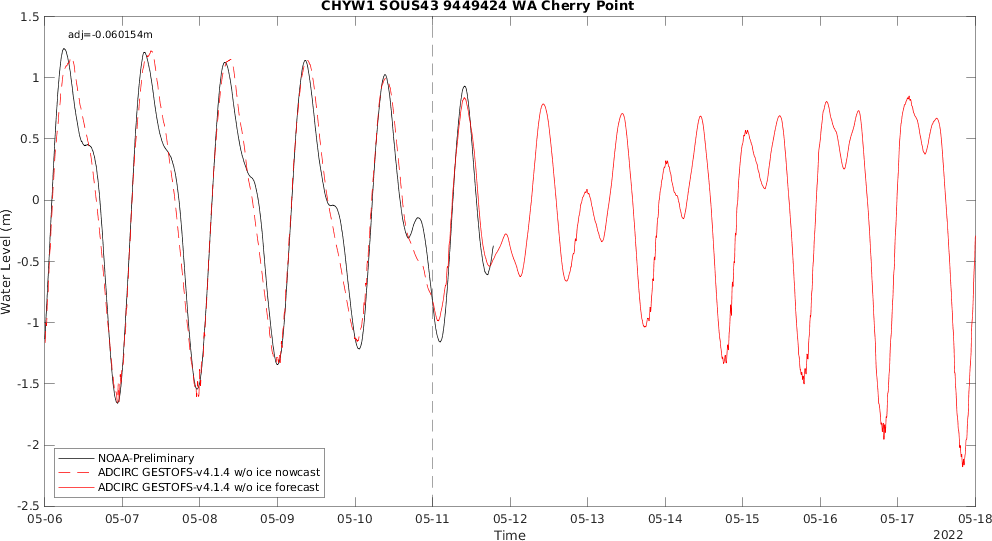 CHYW1 SOUS43 9449424 WA Cherry Point
adj=-0.060154m
1.5
1
0.5
0
-0.5
-1
-1.5
-2
-2.5
Water Level (m)
NOAA-Preliminary
ADCIRC GESTOFS-v4.1.4 w/o ice nowcast
ADCIRC GESTOFS-v4.1.4 w/o ice forecast
05-06 05-07 05-08 05-09 05-10 05-11 05-12 05-13 05-14 05-15 05-16 05-17 05-18
Time
2022